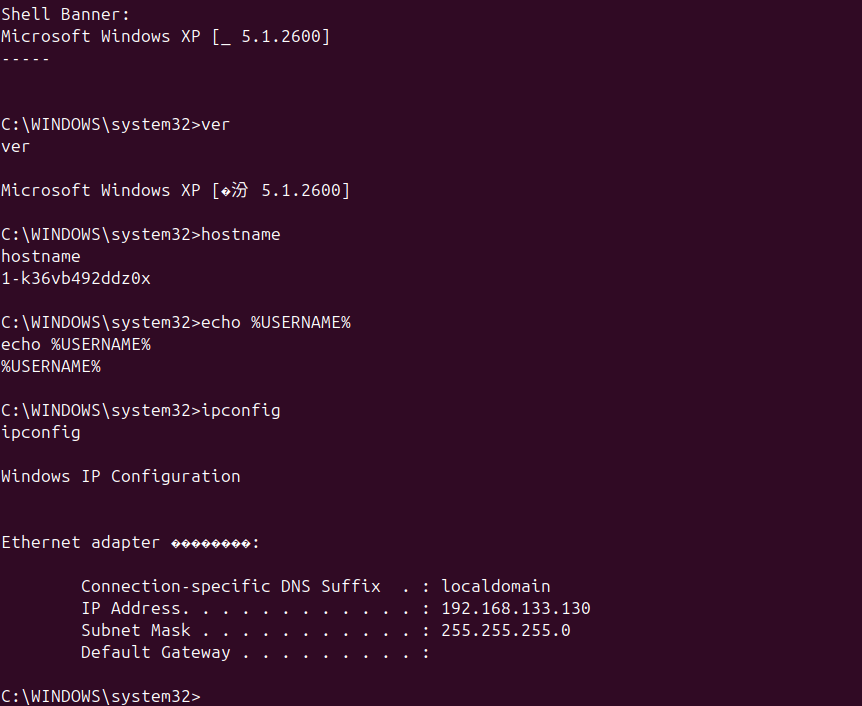 Shell Banner:
Microsoft Windows XP [_ 5.1.2600]
-----
C:\WINDOWS\system32>ver
ver
Microsoft Windows XP [�汾 5.1.2600]
C:\WINDOWS\system32>hostname
hostname
1-k36vb492ddz0x
C:\WINDOWS\system32>echo %USERNAME%
echo %USERNAME%
%USERNAME%
C:\WINDOWS\system32>ipconfig
ipconfig
Windows IP Configuration
Ethernet adapter ��������:
Connection-specific DNS Suffix  . : localdomain
IP Address. . . . . . . . . . . . : 192.168.133.130
Subnet Mask . . . . . . . . . . . : 255.255.255.0
Default Gateway . . . . . . . . . :
C:\WINDOWS\system32>